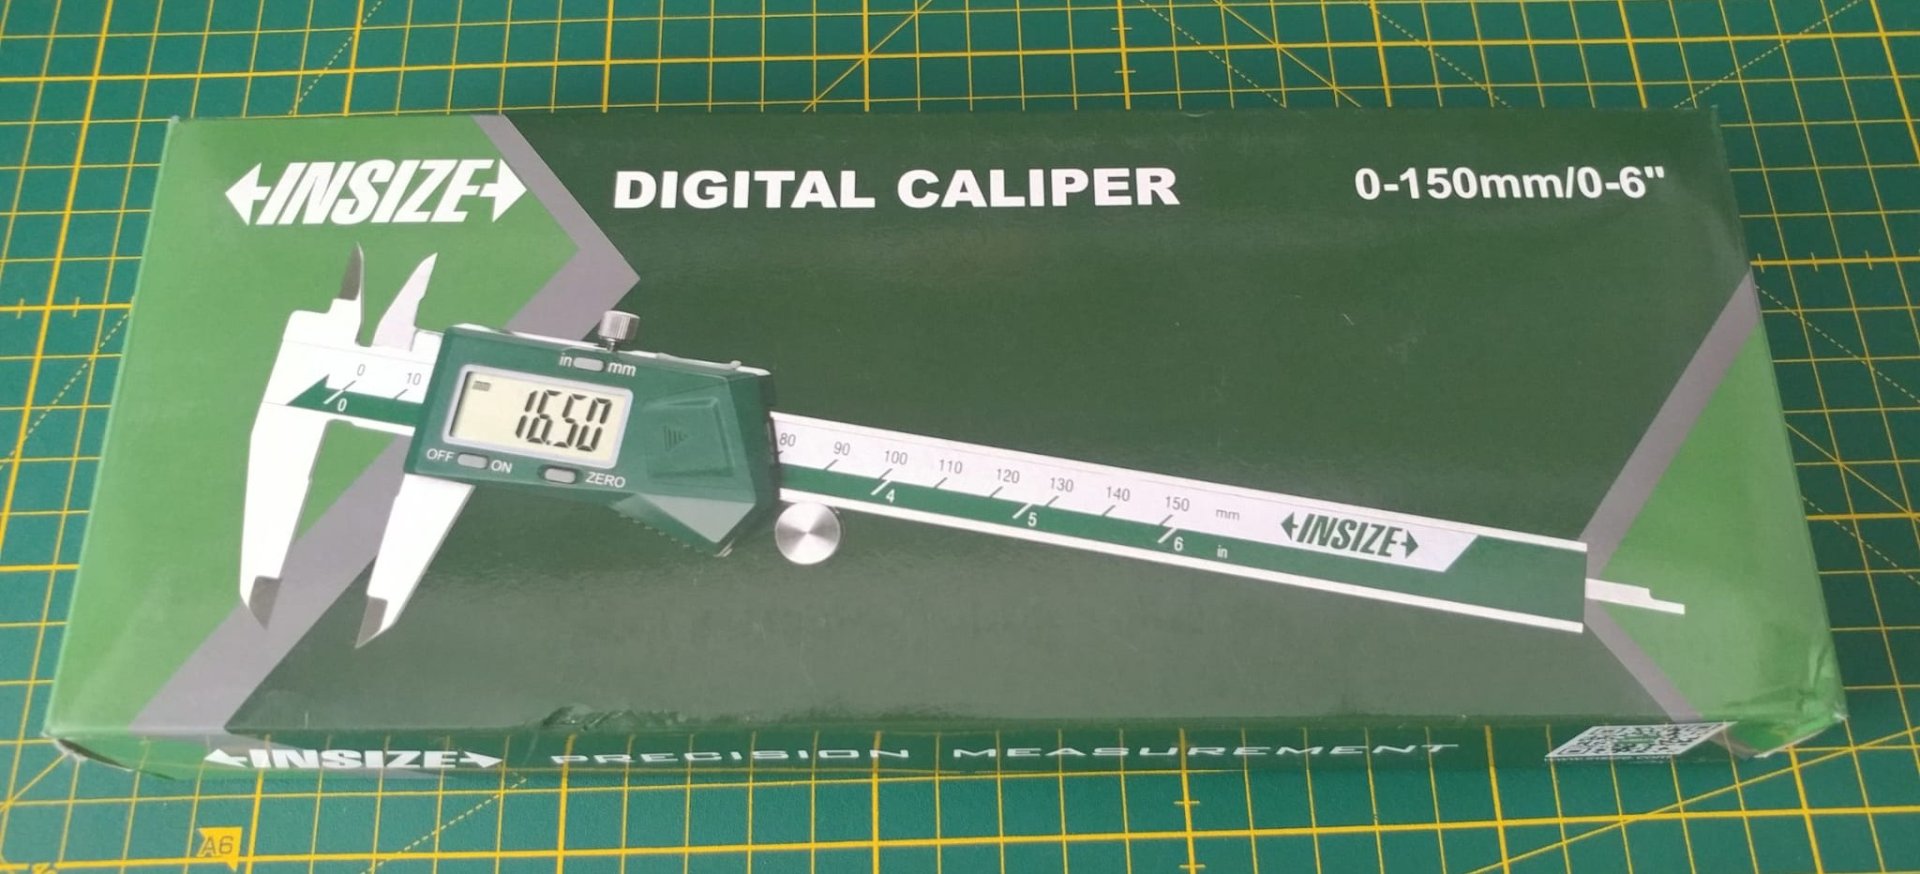 INSIZE
DIGITAL CALIPER
0-150mm/0-6"
in mm
0 10
0
mm
16.50
OFF ON
ZERO
80 90 100 110 120 130 140 150 mm
4 5 6 in
INSIZE
INSIZE PRECISION MEASUREMENT
A6